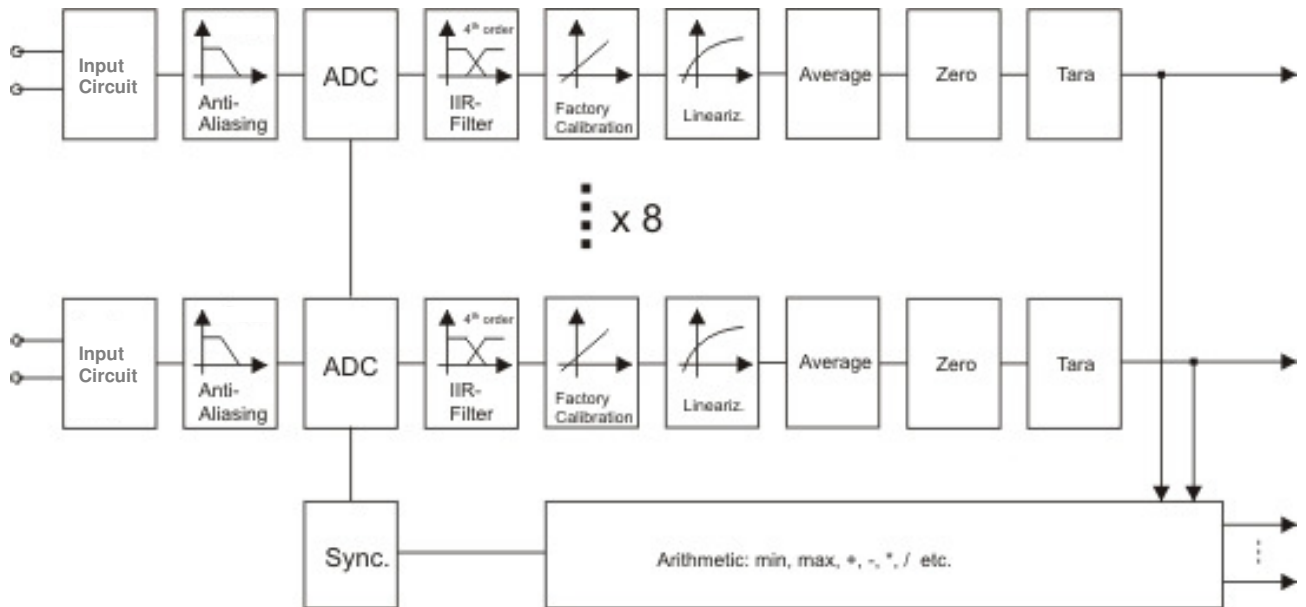 Input
Circuit
Anti-
Aliasing
ADC
4th order
IIR-
Filter
Factory
Calibration
Lineariz.
Average
Zero
Tara
x 8
Input
Circuit
Anti-
Aliasing
ADC
4th order
IIR-
Filter
Factory
Calibration
Lineariz.
Average
Zero
Tara
Sync.
Arithmetic: min, max, +, -, *, / etc.